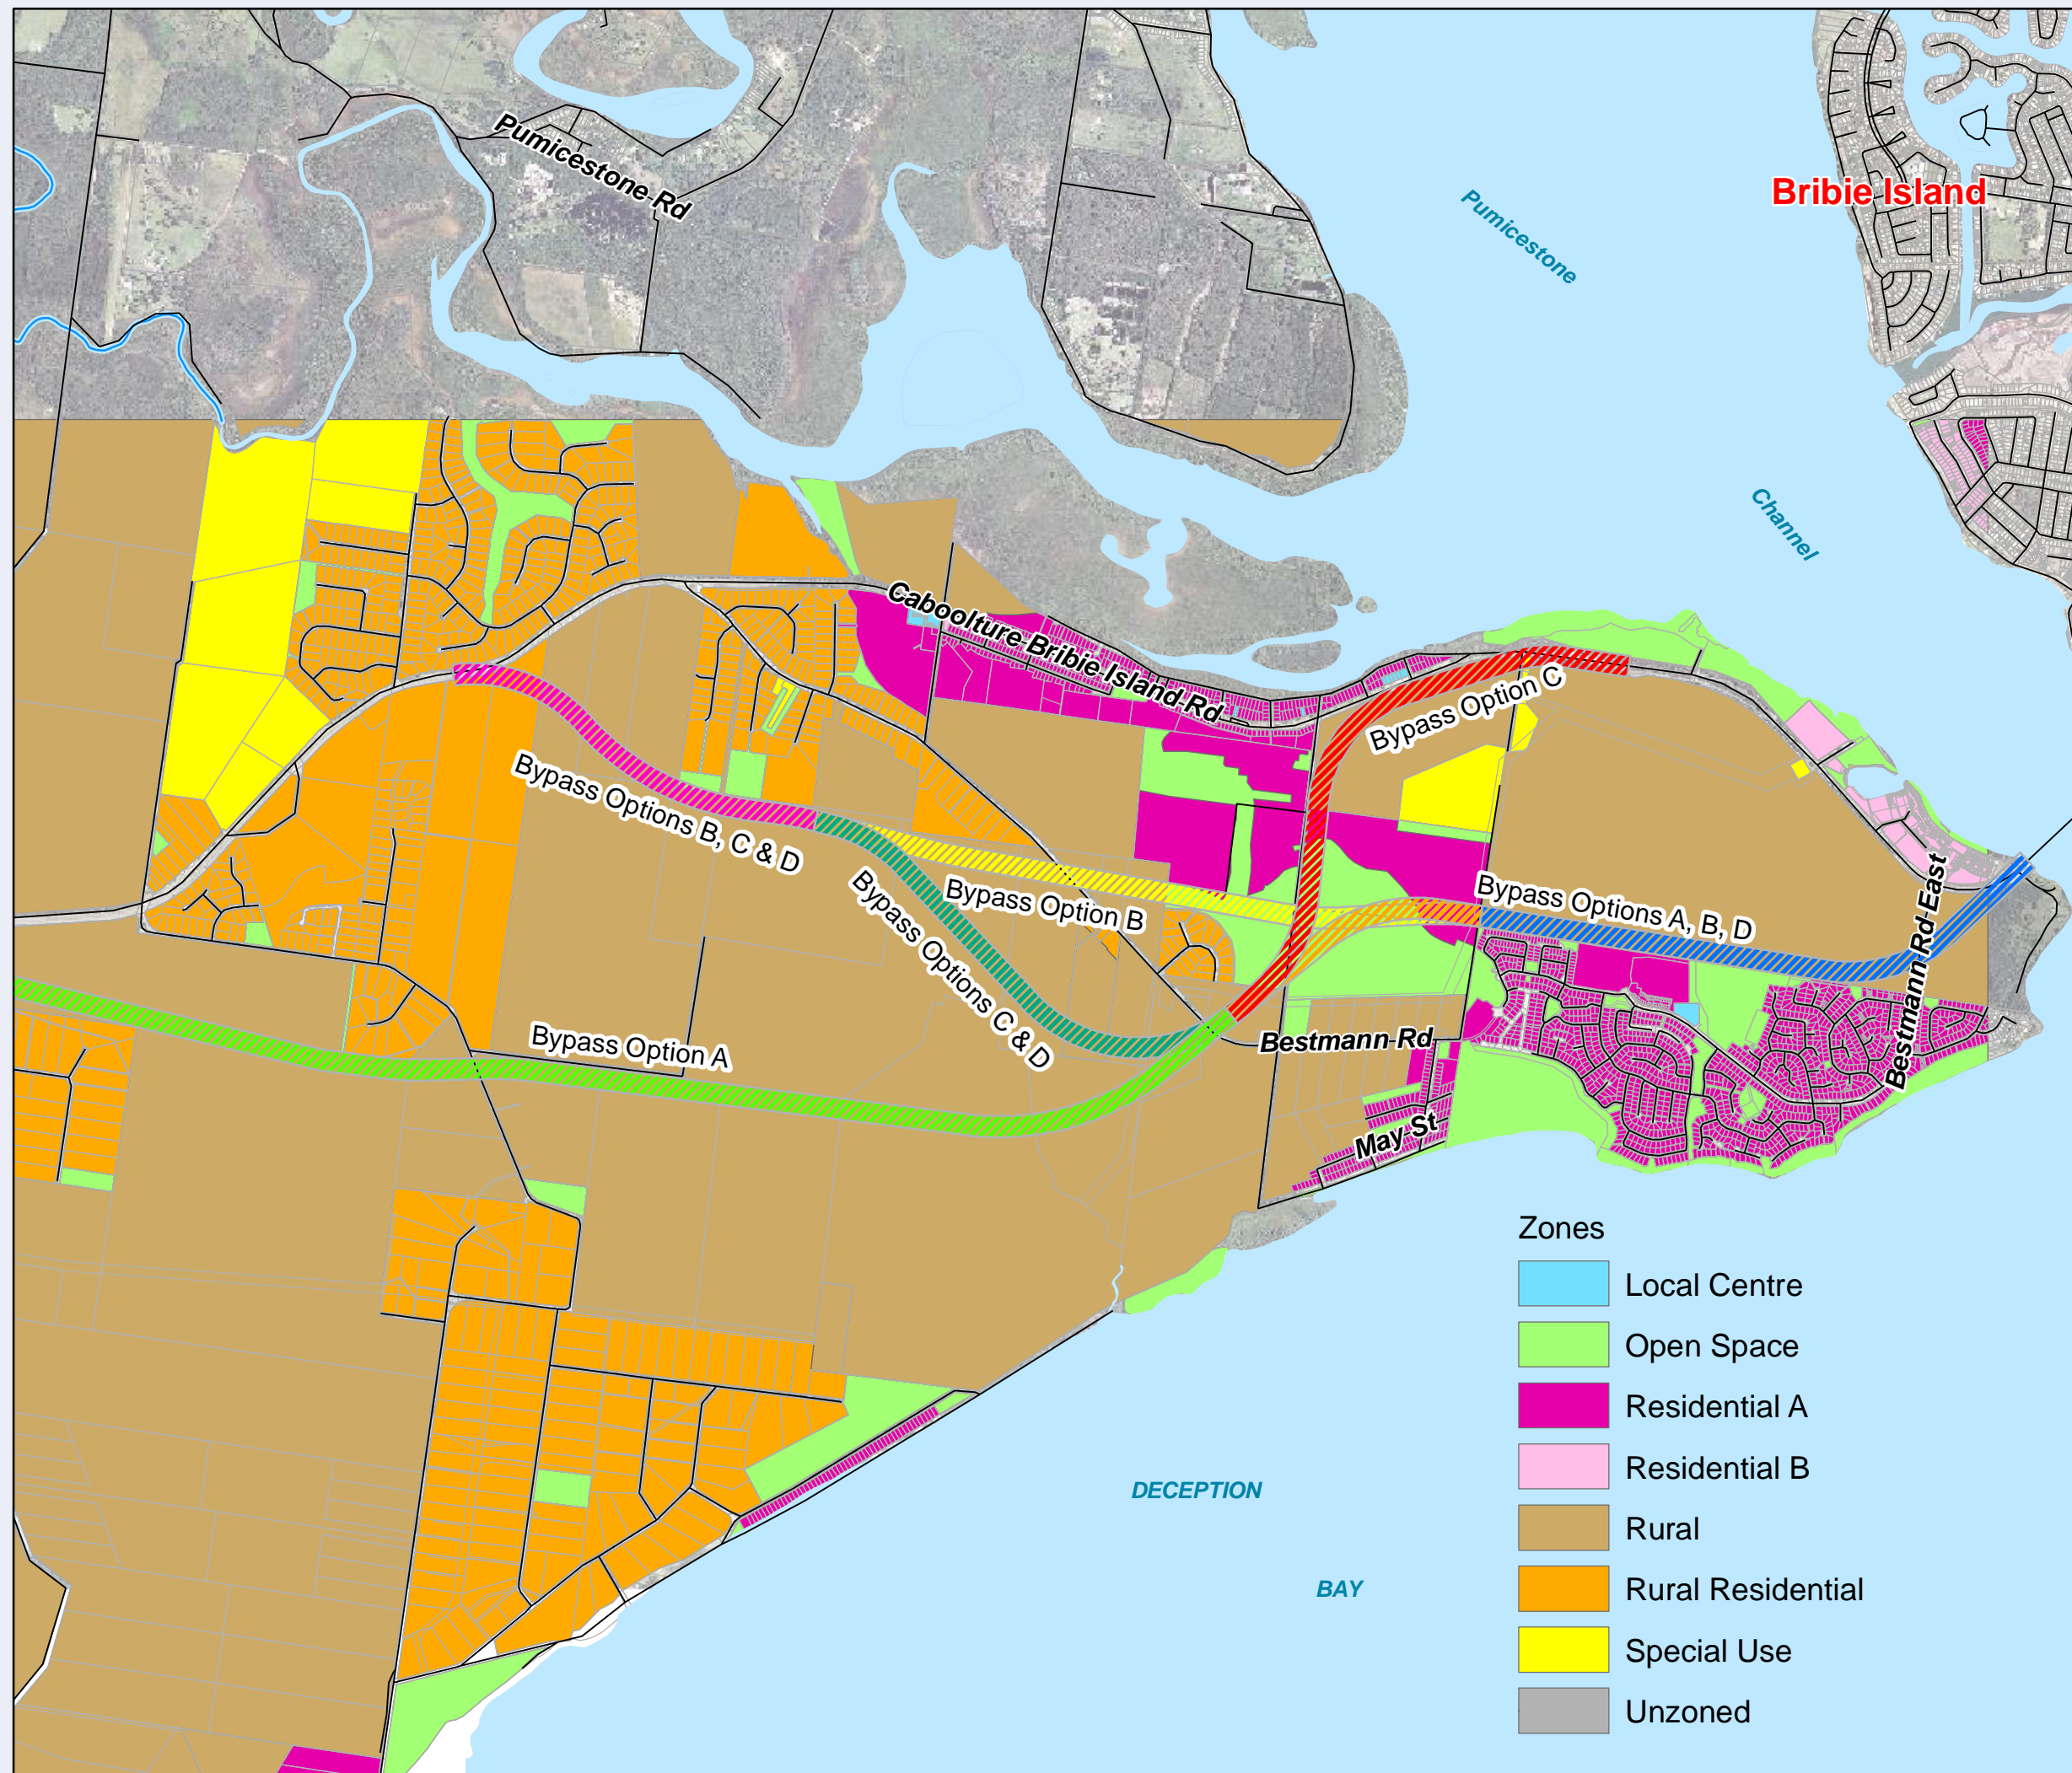 Pumicestone Rd
Bribie Island
Pumicestone
Channel
Caboolture Bribie Island Rd
Bypass Option C
Bypass Options B, C & D
Bypass Option B
Bypass Options A, B, D
Bypass Options C & D
Bestmann Rd East
Bypass Option A
Bestmann Rd
May St
DECEPTION
BAY
Zones
Local Centre
Open Space
Residential A
Residential B
Rural
Rural Residential
Special Use
Unzoned